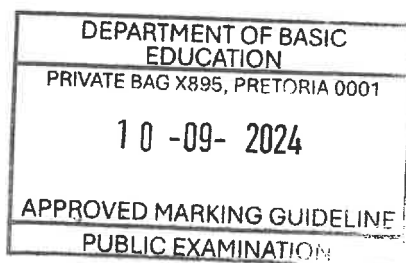 DEPARTMENT OF BASIC
EDUCATION
PRIVATE BAG X895, PRETORIA 0001
10 -09- 2024
APPROVED MARKING GUIDELINE
PUBLIC EXAMINATION